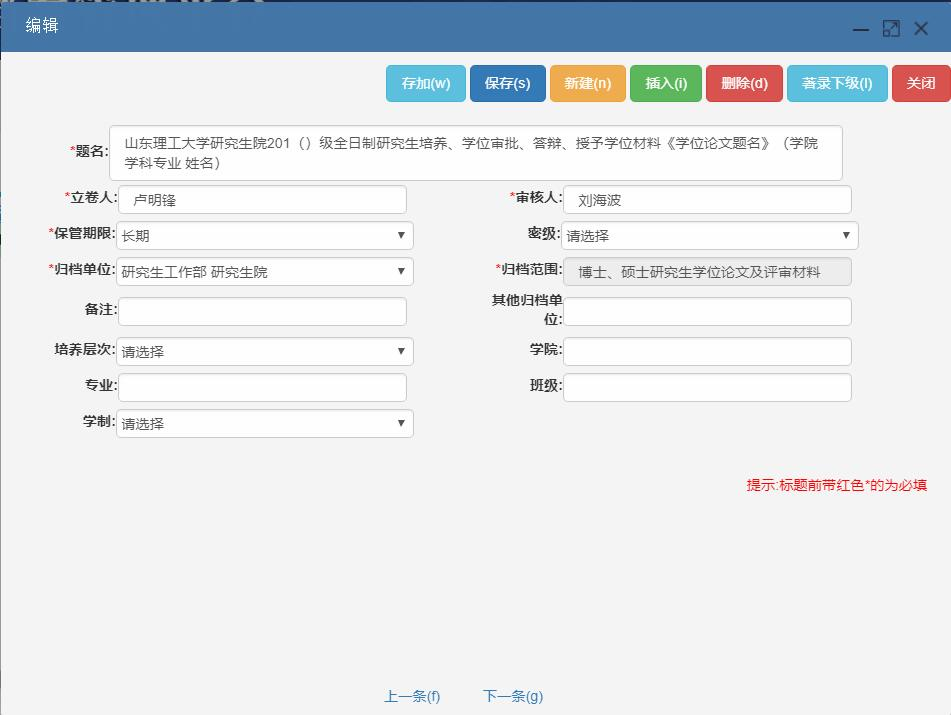 编辑
存加(w) 保存(s) 新建(n) 插入(i) 删除(d) 著录下级(l) 关闭
*题名: 山东理工大学研究生院201（）级全日制研究生培养、学位审批、答辩、授予学位材料《学位论文题名》（学院
学科专业 姓名）
*立卷人: 卢明锋 *审核人: 刘海波
*保管期限: 长期 密级: 请选择
*归档单位: 研究生工作部 研究生院 *归档范围: 博士、硕士研究生学位论文及评审材料
备注: 其他归档单
位:
培养层次: 请选择 学院:
专业: 班级:
学制: 请选择
提示:标题前带红色*的为必填
上一条(f) 下一条(g)